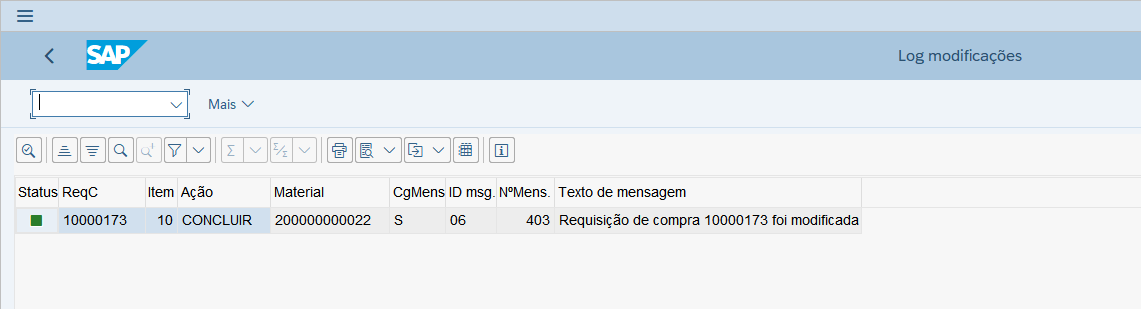 SAP
Log modificações
Mais
Status ReqC Item Ação Material CgMens ID msg. NºMens. Texto de mensagem
10000173 10 CONCLUIR 200000000022 S 06 403 Requisição de compra 10000173 foi modificada